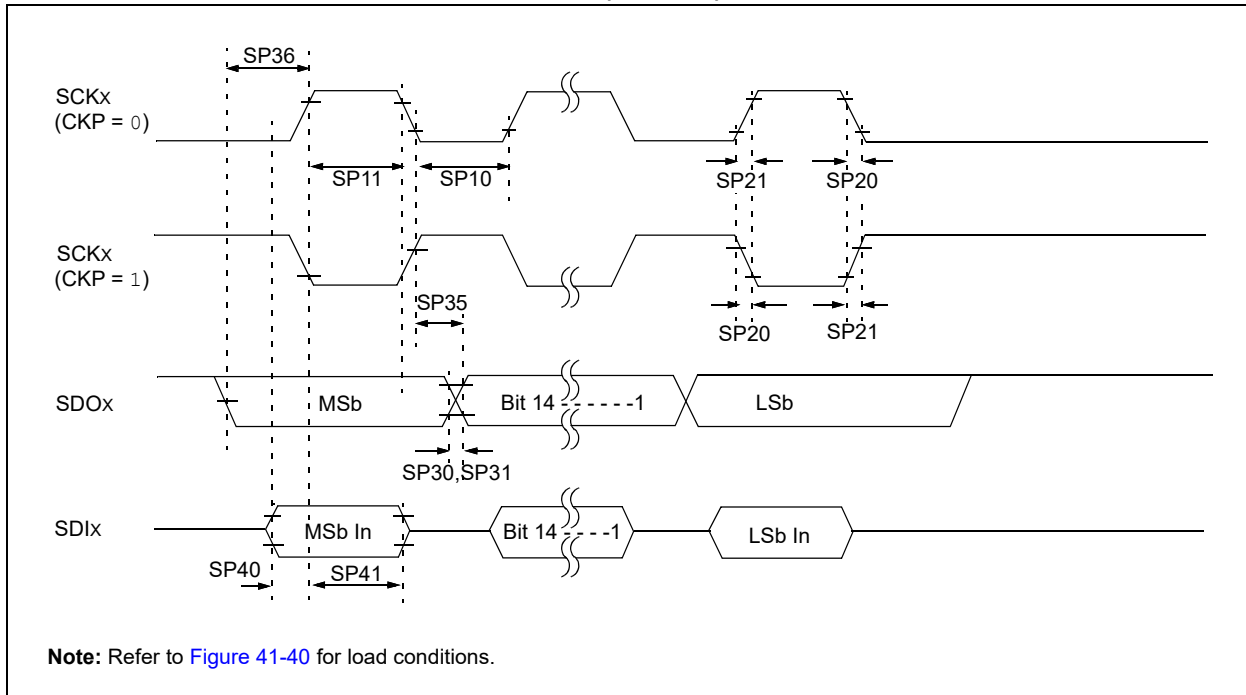 SP36
SCKx
(CKP = 0)
SP11
SP10
SP21
SP20
SCKx
(CKP = 1)
SP35
SP20
SP21
SDOx
MSb
Bit 14 - - - - - -1
LSb
SP30,SP31
SDIx
MSb In
Bit 14 - - - -1
LSb In
SP40
SP41
Note: Refer to Figure 41-40 for load conditions.